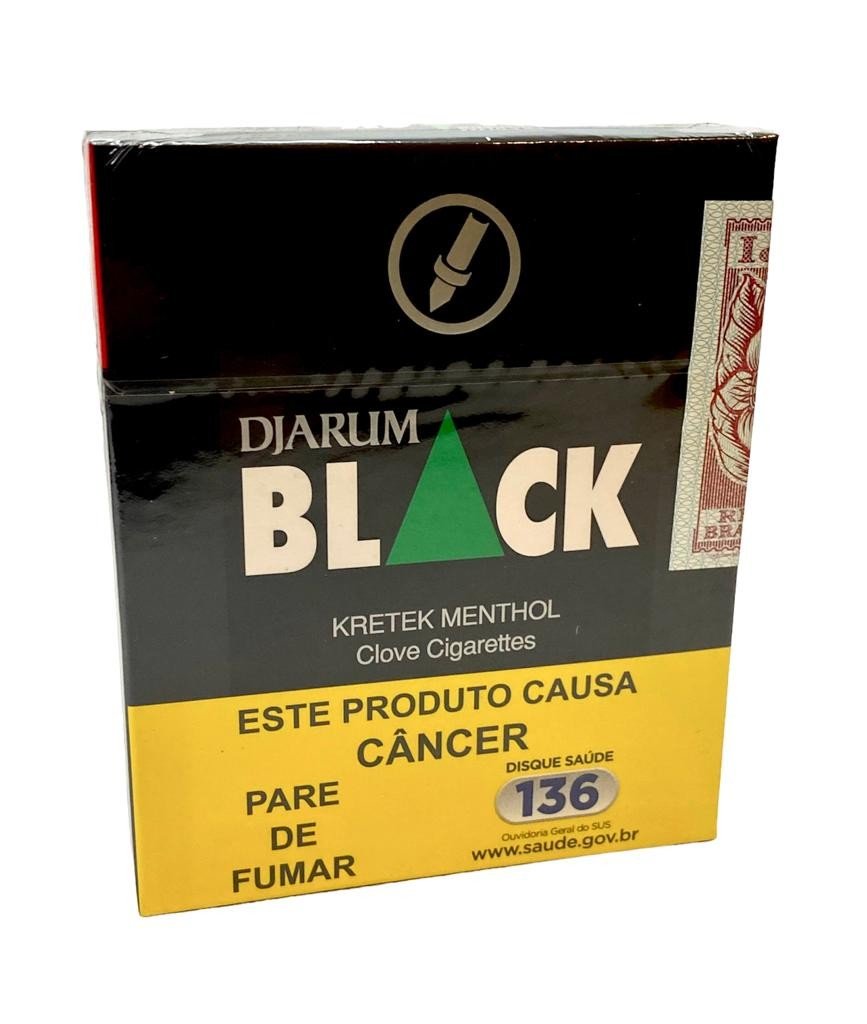 DJARUM
BLACK
KRETEK MENTHOL
Clove Cigarettes
ESTE PRODUTO CAUSA
CÂNCER
PARE
DE
FUMAR
DISQUE SAÚDE
136
Ouvidoria Geral do SUS
www.saude.gov.br